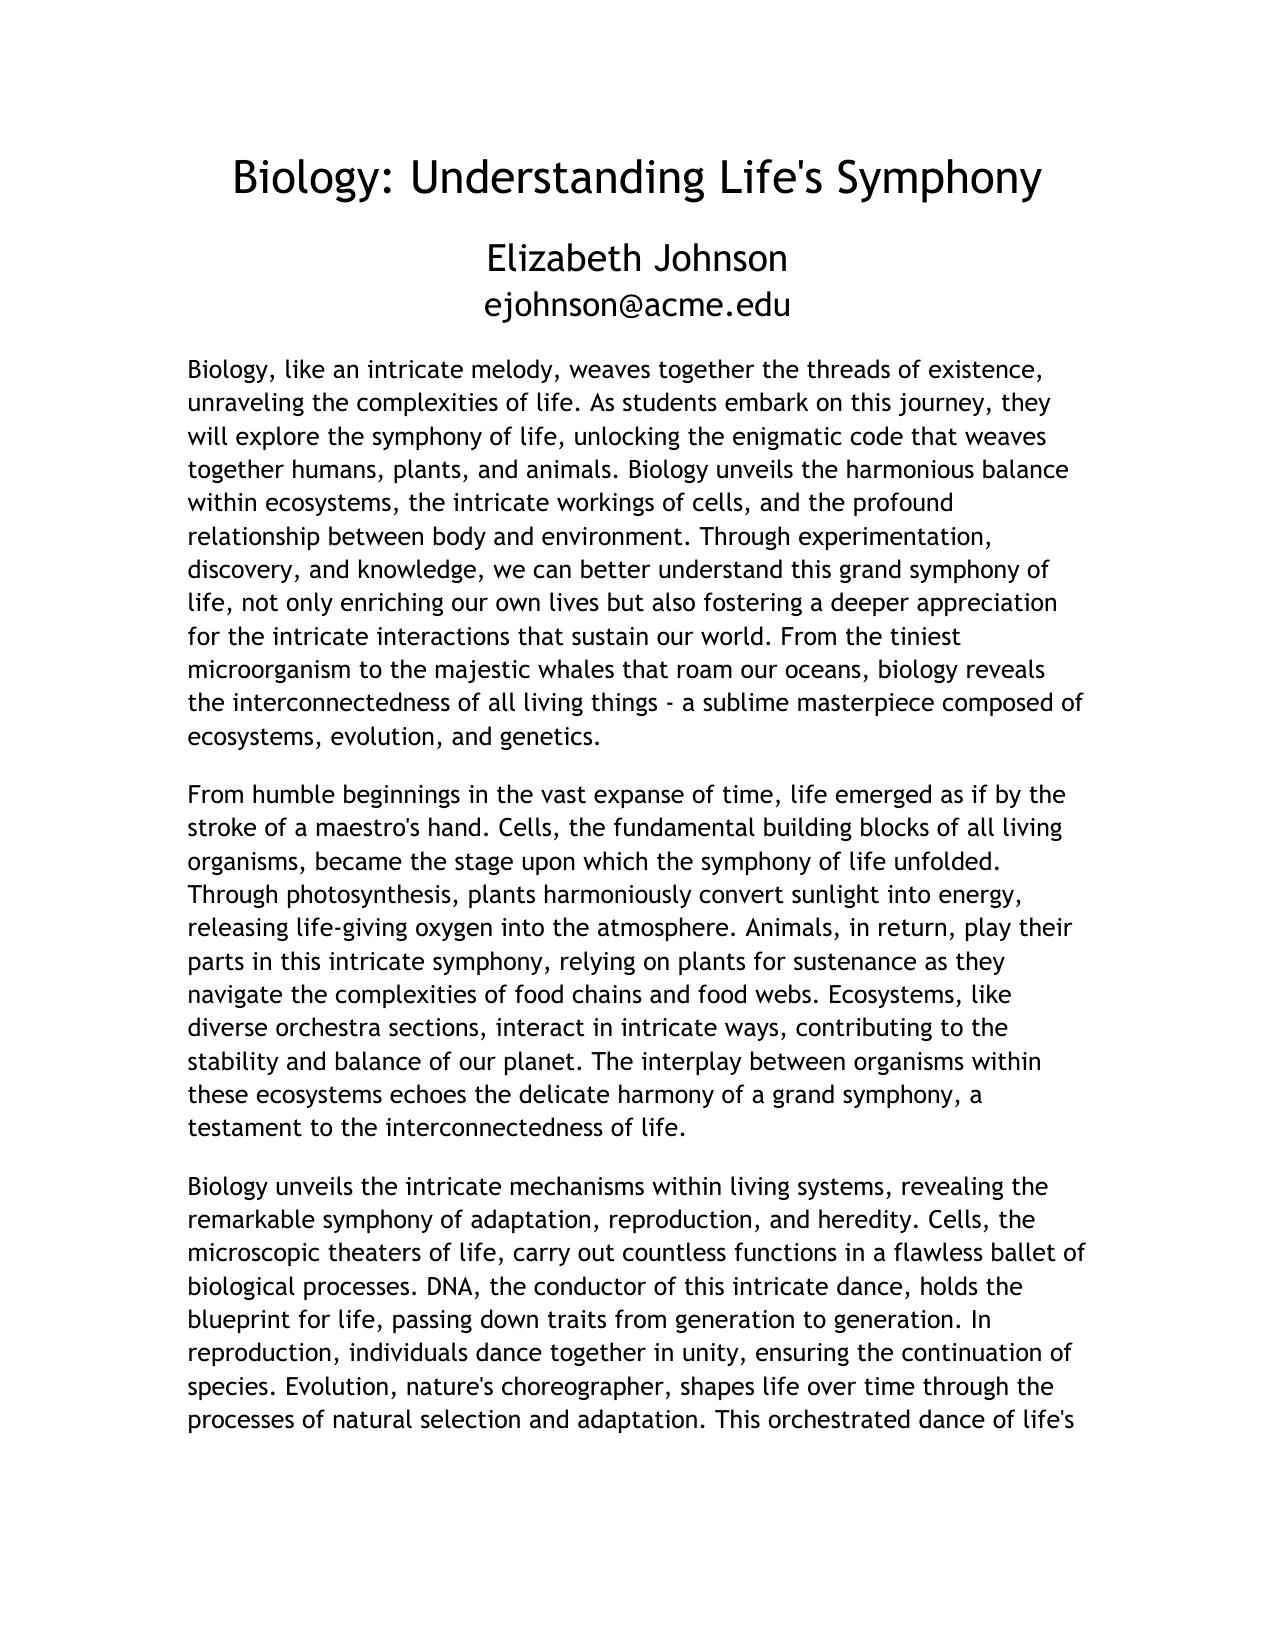 Biology: Understanding Life's Symphony
Elizabeth Johnson
ejohnson@acme.edu
Biology, like an intricate melody, weaves together the threads of existence,
unraveling the complexities of life. As students embark on this journey, they
will explore the symphony of life, unlocking the enigmatic code that weaves
together humans, plants, and animals. Biology unveils the harmonious balance
within ecosystems, the intricate workings of cells, and the profound
relationship between body and environment. Through experimentation,
discovery, and knowledge, we can better understand this grand symphony of
life, not only enriching our own lives but also fostering a deeper appreciation
for the intricate interactions that sustain our world. From the tiniest
microorganism to the majestic whales that roam our oceans, biology reveals
the interconnectedness of all living things - a sublime masterpiece composed of
ecosystems, evolution, and genetics.
From humble beginnings in the vast expanse of time, life emerged as if by the
stroke of a maestro's hand. Cells, the fundamental building blocks of all living
organisms, became the stage upon which the symphony of life unfolded.
Through photosynthesis, plants harmoniously convert sunlight into energy,
releasing life-giving oxygen into the atmosphere. Animals, in return, play their
parts in this intricate symphony, relying on plants for sustenance as they
navigate the complexities of food chains and food webs. Ecosystems, like
diverse orchestra sections, interact in intricate ways, contributing to the
stability and balance of our planet. The interplay between organisms within
these ecosystems echoes the delicate harmony of a grand symphony, a
testament to the interconnectedness of life.
Biology unveils the intricate mechanisms within living systems, revealing the
remarkable symphony of adaptation, reproduction, and heredity. Cells, the
microscopic theaters of life, carry out countless functions in a flawless ballet of
biological processes. DNA, the conductor of this intricate dance, holds the
blueprint for life, passing down traits from generation to generation. In
reproduction, individuals dance together in unity, ensuring the continuation of
species. Evolution, nature's choreographer, shapes life over time through the
processes of natural selection and adaptation. This orchestrated dance of life's